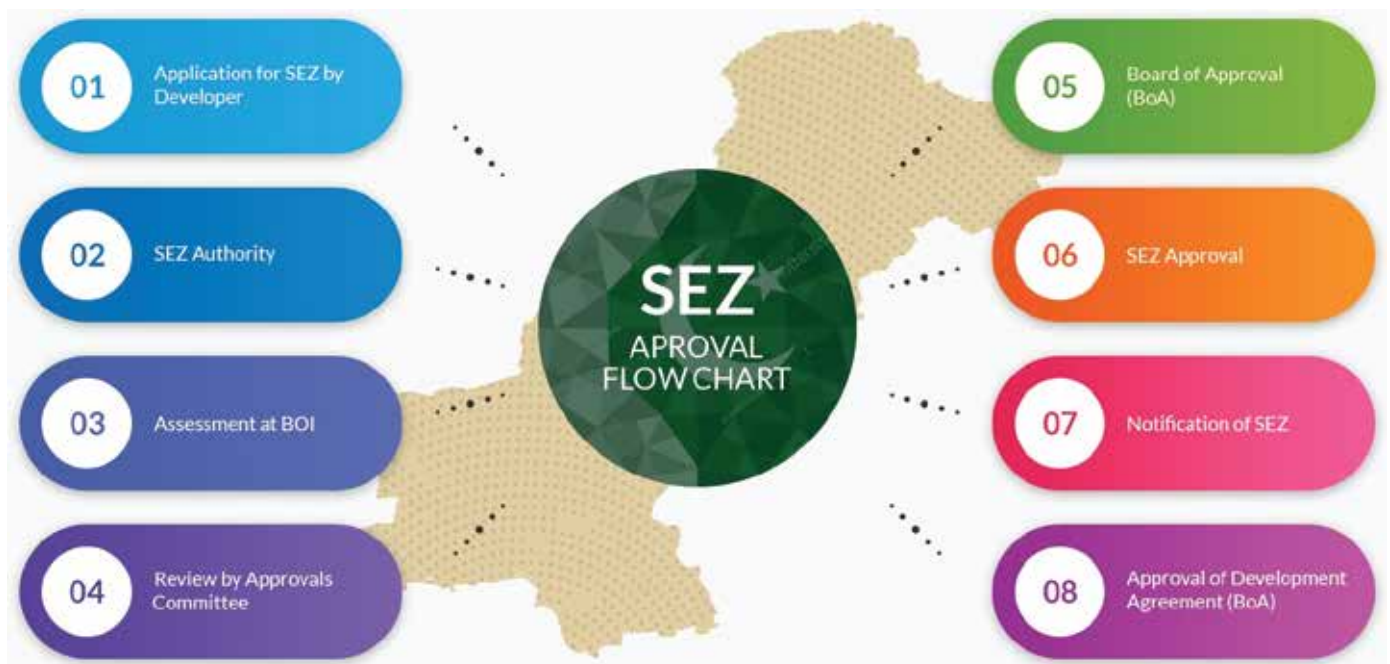 01
Application for SEZ by
Developer
02
SEZ Authority
03
Assessment at BOI
04
Review by Approvals
Committee
SEZ
APROVAL
FLOW CHART
05
Board of Approval
(BoA)
06
SEZ Approval
07
Notification of SEZ
08
Approval of Development
Agreement (BoA)